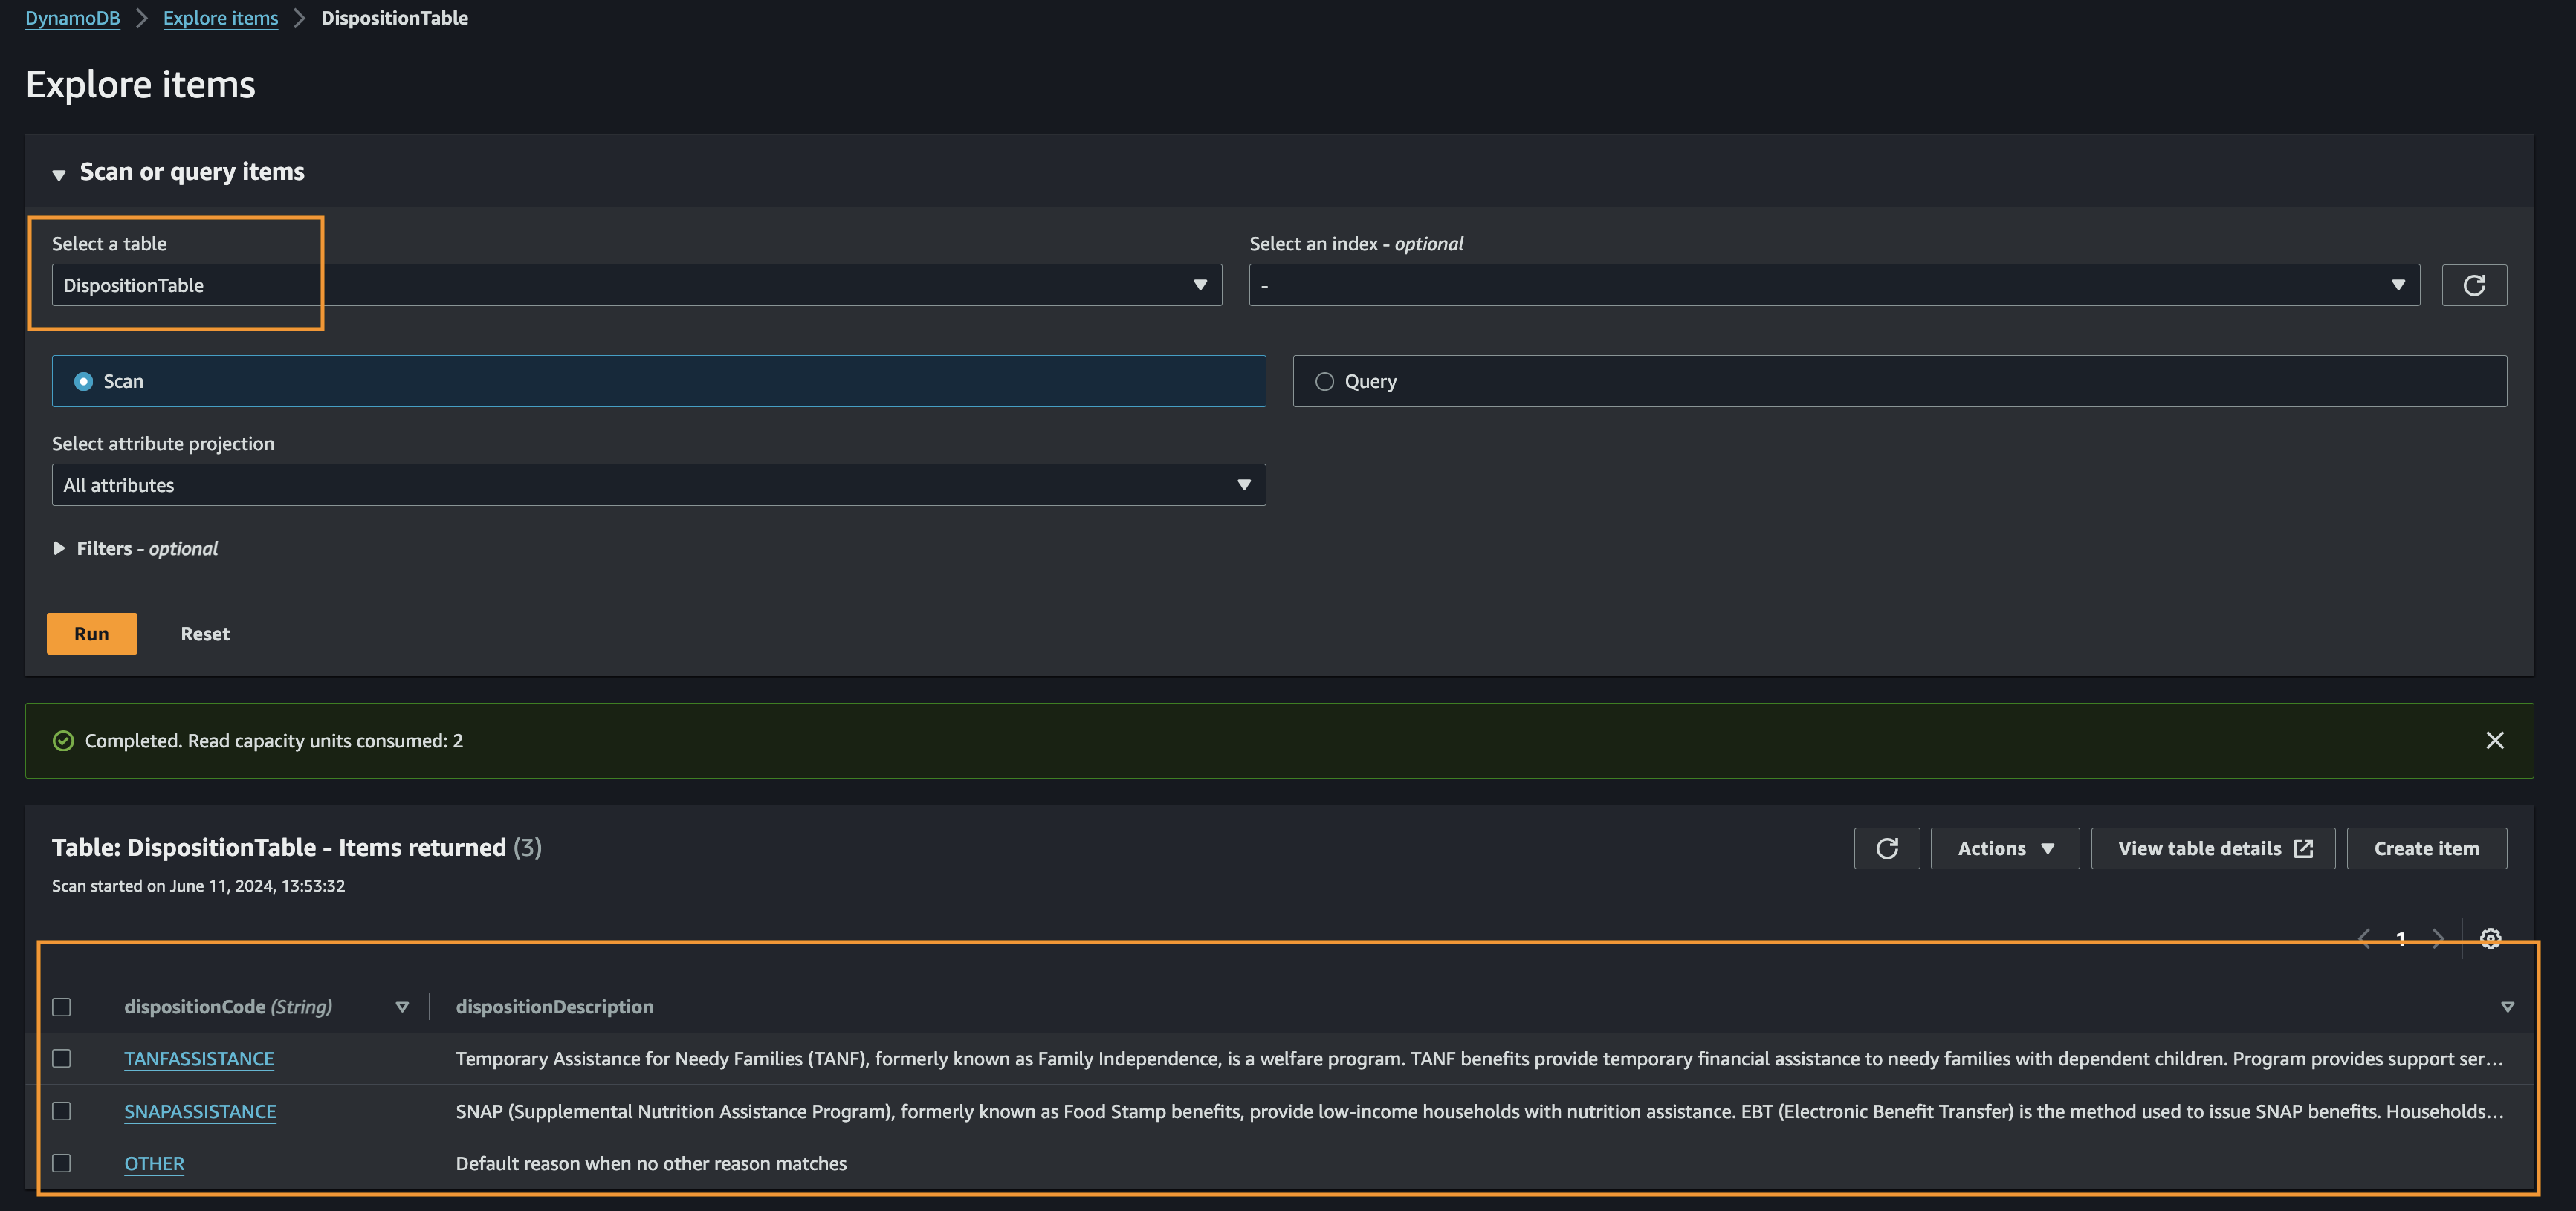 DynamoDB > Explore items > DispositionTable
Explore items
Scan or query items
Select a table
DispositionTable
Select an index - optional
-
Scan
Query
Select attribute projection
All attributes
Filters - optional
Run Reset
Completed. Read capacity units consumed: 2
Table: DispositionTable - Items returned (3)
Scan started on June 11, 2024, 13:53:32
Actions View table details Create item
1
dispositionCode (String) dispositionDescription
TANFASSISTANCE Temporary Assistance for Needy Families (TANF), formerly known as Family Independence, is a welfare program. TANF benefits provide temporary financial assistance to needy families with dependent children. Program provides support ser...
SNAPASSISTANCE SNAP (Supplemental Nutrition Assistance Program), formerly known as Food Stamp benefits, provide low-income households with nutrition assistance. EBT (Electronic Benefit Transfer) is the method used to issue SNAP benefits. Households...
OTHER Default reason when no other reason matches